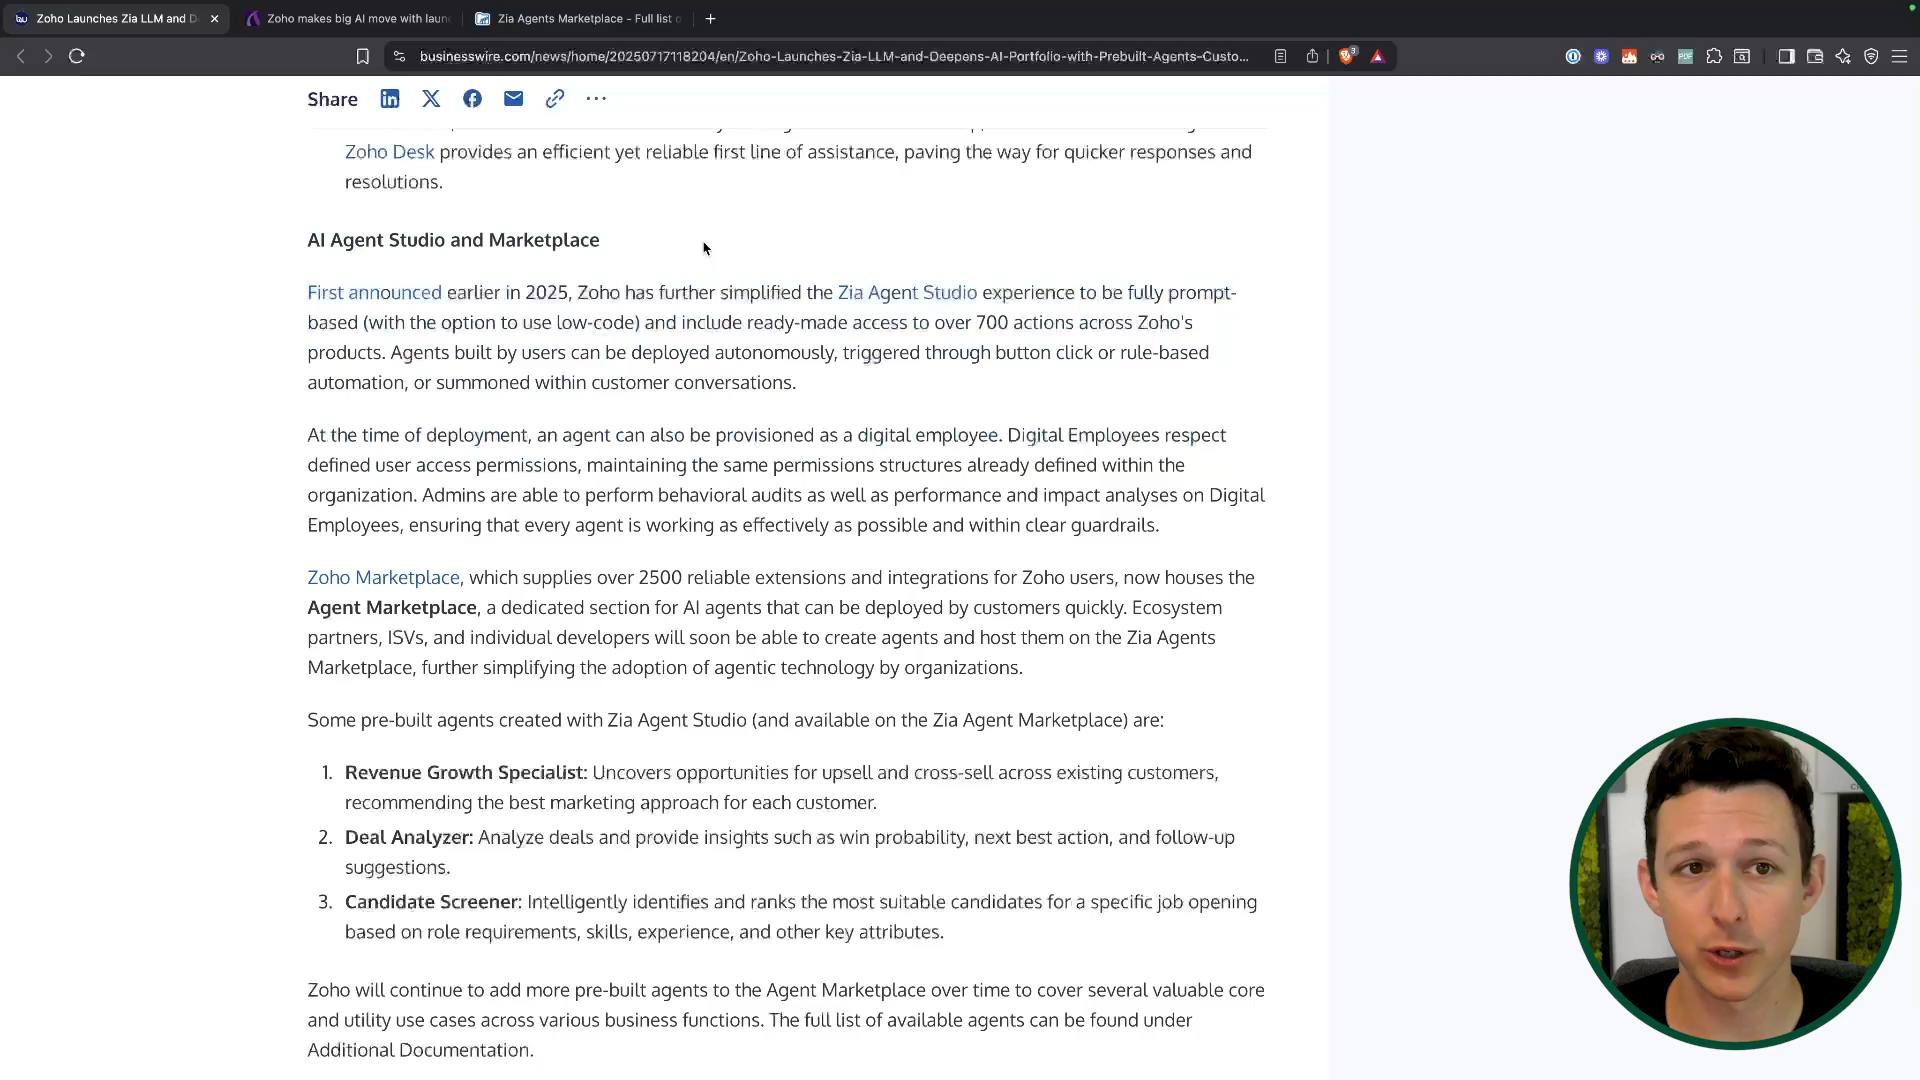 Zoho Launches Zia LLM and D
Zoho makes big AI move with laun
Zia Agents Marketplace - Full list o
businesswire.com/news/home/20250717118204/en/Zoho-Launches-Zia-LLM-and-Deepens-AI-Portfolio-with-Prebuilt-Agents-Custo...
3
PDF
Share
Zoho Desk provides an efficient yet reliable first line of assistance, paving the way for quicker responses and
resolutions.
AI Agent Studio and Marketplace
First announced earlier in 2025, Zoho has further simplified the Zia Agent Studio experience to be fully prompt-
based (with the option to use low-code) and include ready-made access to over 700 actions across Zoho's
products. Agents built by users can be deployed autonomously, triggered through button click or rule-based
automation, or summoned within customer conversations.
At the time of deployment, an agent can also be provisioned as a digital employee. Digital Employees respect
defined user access permissions, maintaining the same permissions structures already defined within the
organization. Admins are able to perform behavioral audits as well as performance and impact analyses on Digital
Employees, ensuring that every agent is working as effectively as possible and within clear guardrails.
Zoho Marketplace, which supplies over 2500 reliable extensions and integrations for Zoho users, now houses the
Agent Marketplace, a dedicated section for AI agents that can be deployed by customers quickly. Ecosystem
partners, ISVs, and individual developers will soon be able to create agents and host them on the Zia Agents
Marketplace, further simplifying the adoption of agentic technology by organizations.
Some pre-built agents created with Zia Agent Studio (and available on the Zia Agent Marketplace) are:
1. Revenue Growth Specialist: Uncovers opportunities for upsell and cross-sell across existing customers,
recommending the best marketing approach for each customer.
2. Deal Analyzer: Analyze deals and provide insights such as win probability, next best action, and follow-up
suggestions.
3. Candidate Screener: Intelligently identifies and ranks the most suitable candidates for a specific job opening
based on role requirements, skills, experience, and other key attributes.
Zoho will continue to add more pre-built agents to the Agent Marketplace over time to cover several valuable core
and utility use cases across various business functions. The full list of available agents can be found under
Additional Documentation.